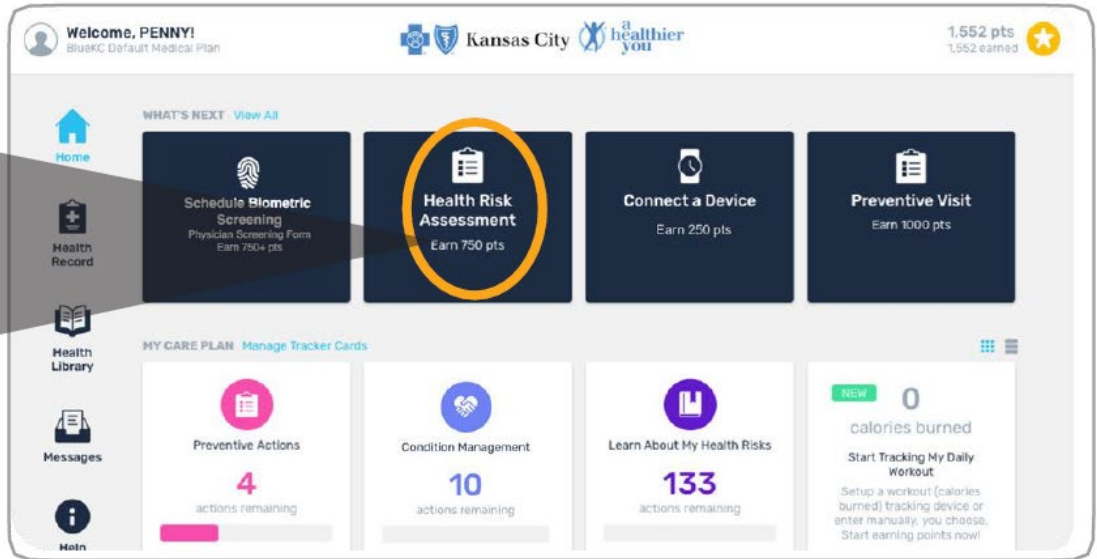 Welcome, PENNY!
BlueKC Default Medical Plan
Kansas City
a
healthier
you
1,552 pts
1,552 earned
Home
Health
Record
Health
Library
Messages
Help
WHAT'S NEXT View All
Schedule Biometric
Screening
Physician Screening Form
Earn 750+ pts
Health Risk
Assessment
Earn 750 pts
Connect a Device
Earn 250 pts
Preventive Visit
Earn 1000 pts
MY CARE PLAN Manage Tracker Cards
Preventive Actions
4
actions remaining
Condition Management
10
actions remaining
Learn About My Health Risks
133
actions remaining
NEW
0
calories burned
Start Tracking My Daily
Workout
Setup a workout (calories
burned) tracking device or
enter manually, you choose.
Start earning points now!